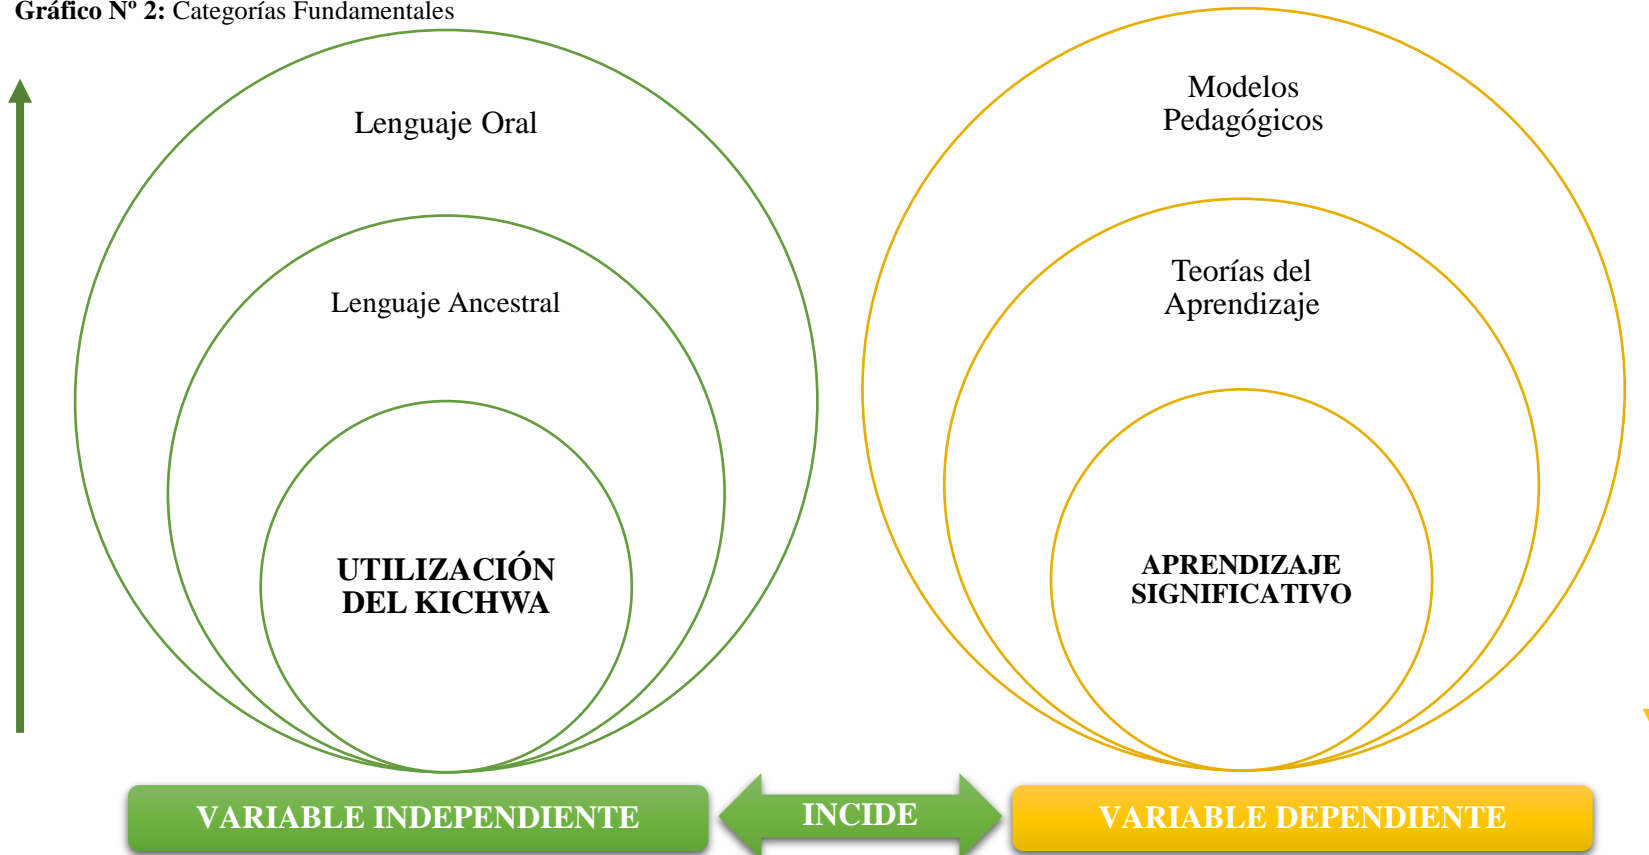 Gráfico Nº 2: Categorías Fundamentales
Lenguaje Oral
Lenguaje Ancestral
UTILIZACIÓN
DEL KICHWA
Modelos
Pedagógicos
Teorías del
Aprendizaje
APRENDIZAJE
SIGNIFICATIVO
VARIABLE INDEPENDIENTE
INCIDE
VARIABLE DEPENDIENTE